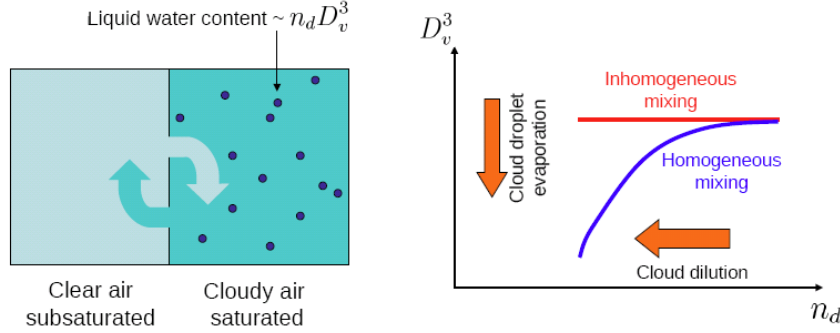 Liquid water content ~ $n_d D_v^3$
Clear air
subsaturated
Cloudy air
saturated
$D_v^3$
Inhomogeneous
mixing
Cloud droplet
evaporation
Homogeneous
mixing
Cloud dilution
$n_d$